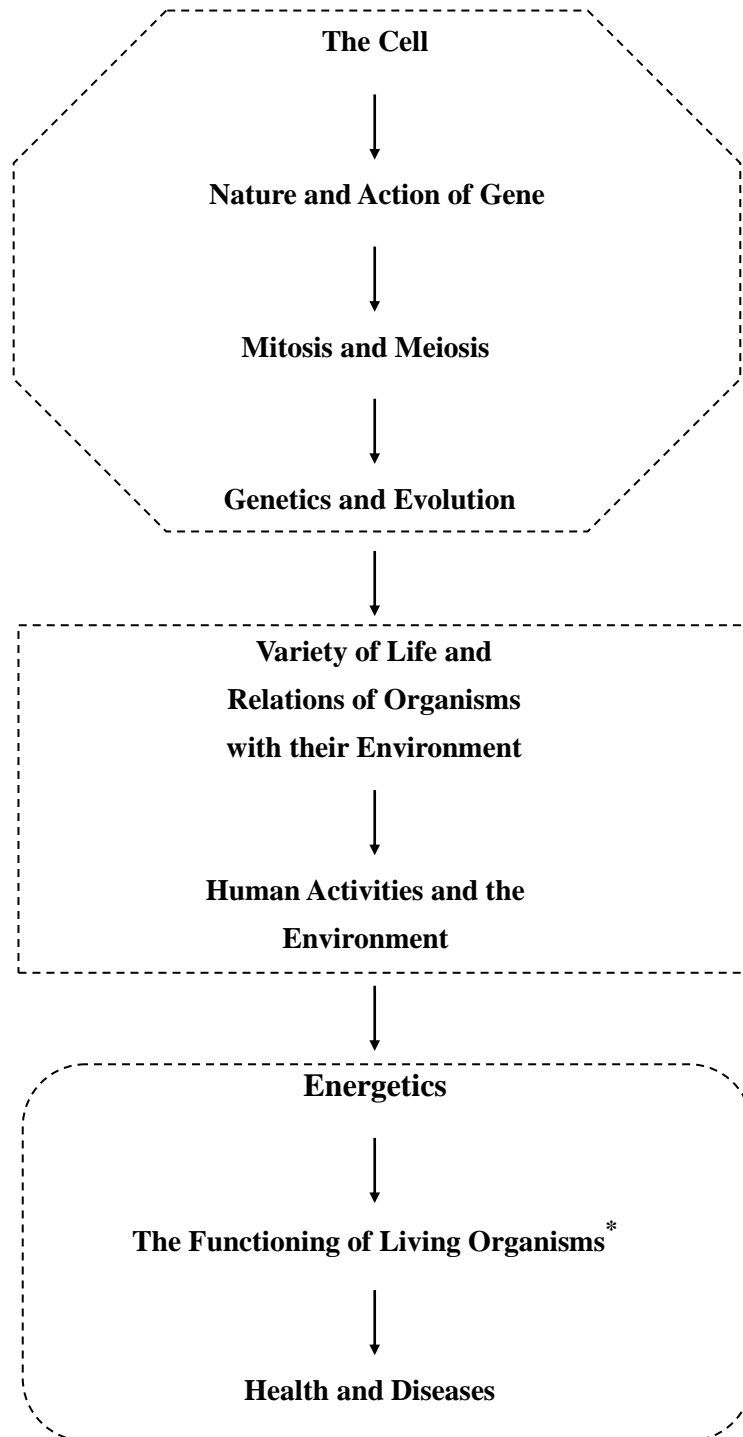 The Cell
Nature and Action of Gene
Mitosis and Meiosis
Genetics and Evolution
Variety of Life and
Relations of Organisms
with their Environment
Human Activities and the
Environment
Energetics
The Functioning of Living Organisms*
Health and Diseases